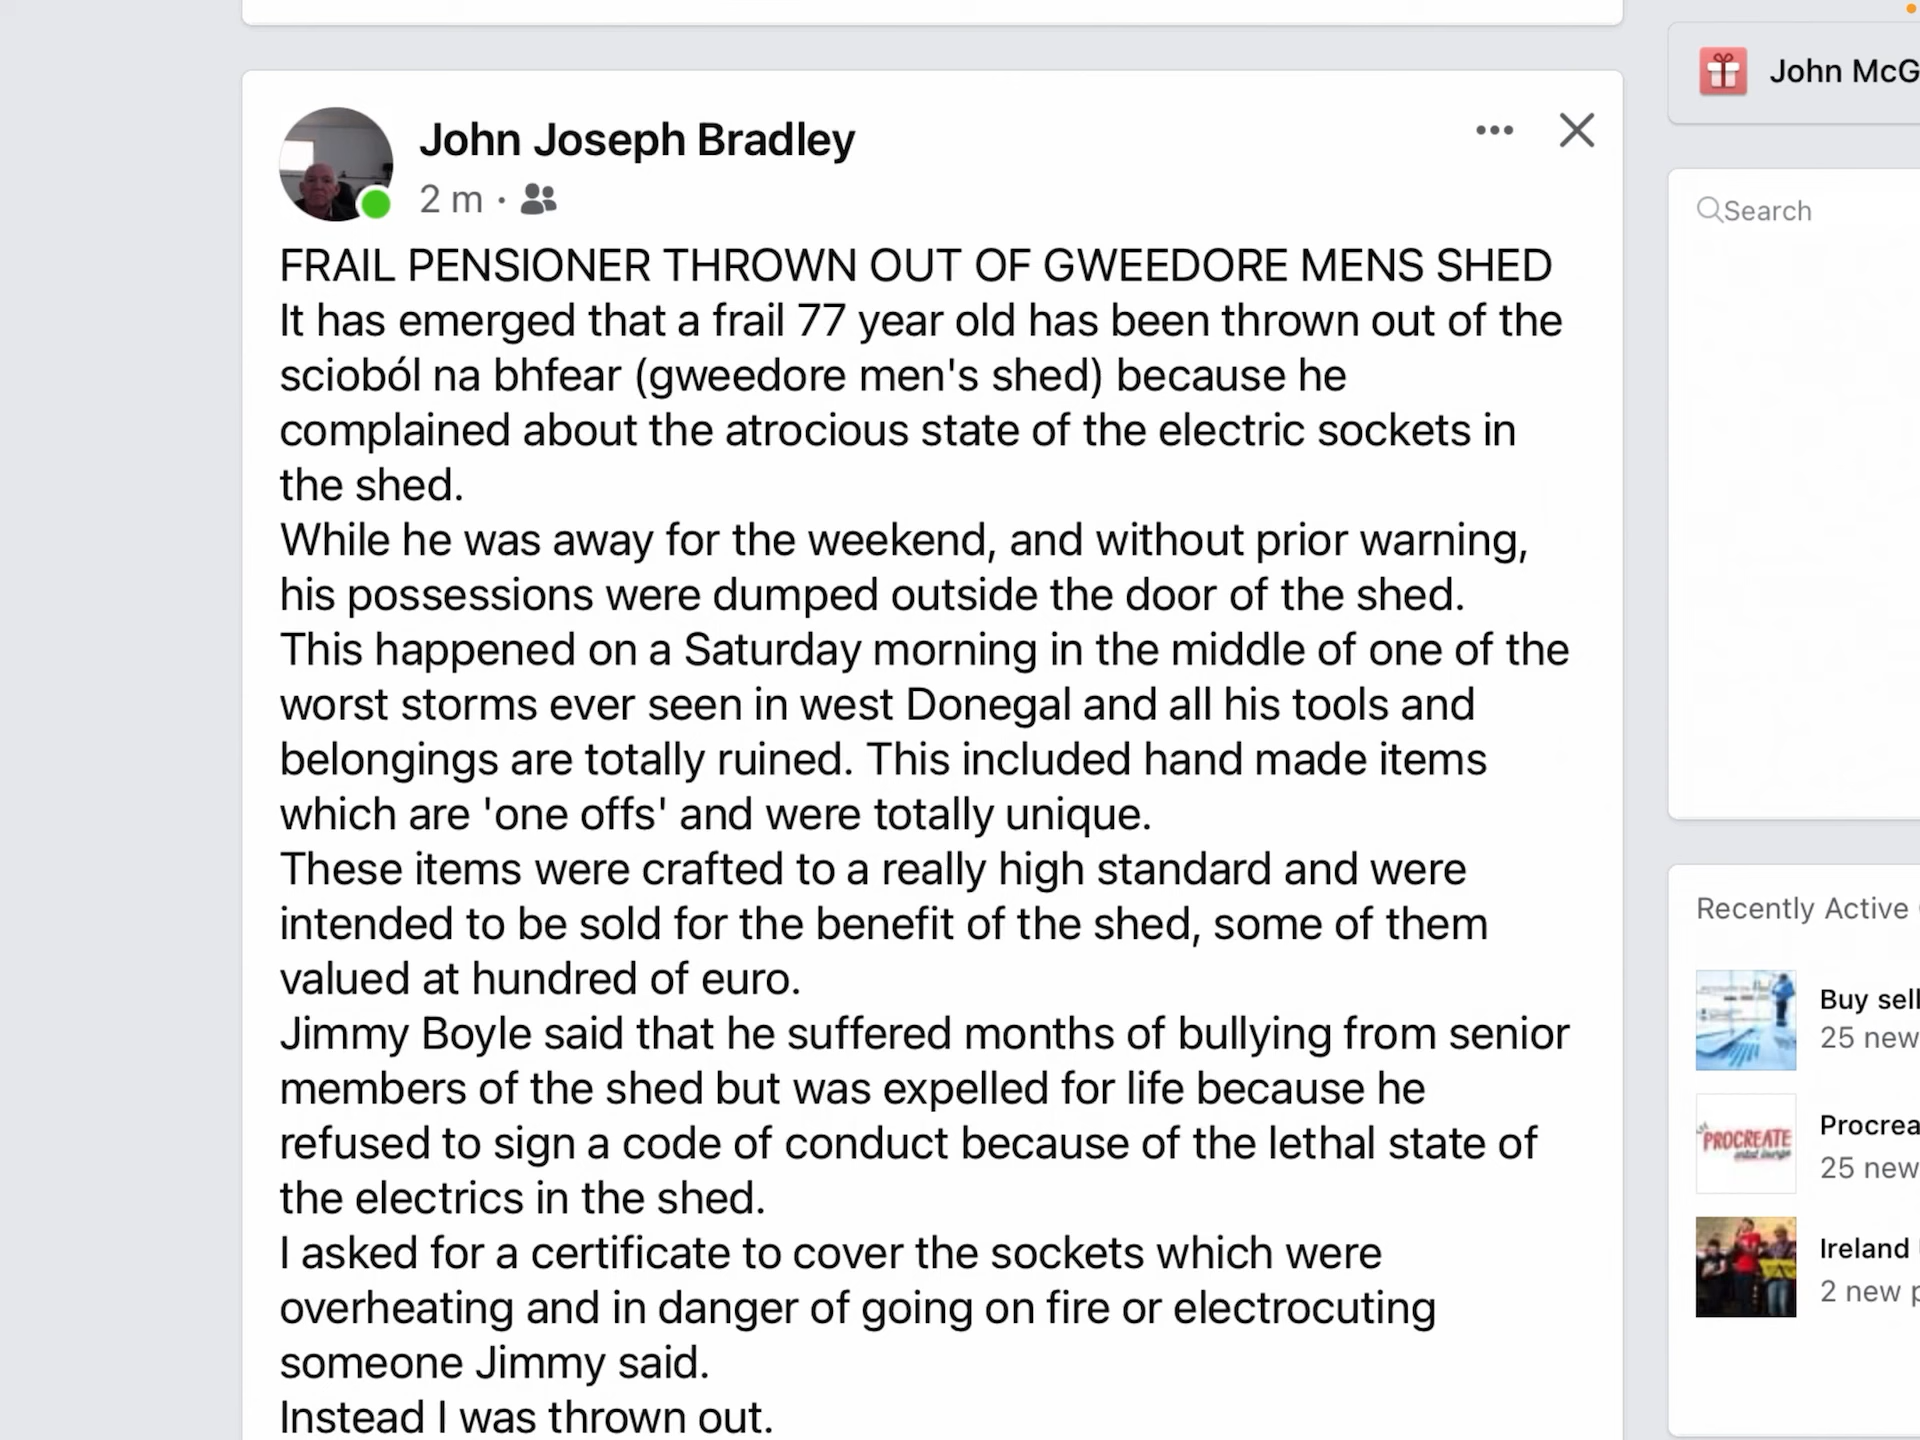 John McG
John Joseph Bradley
2 m ·
Search
FRAIL PENSIONER THROWN OUT OF GWEEDORE MENS SHED
It has emerged that a frail 77 year old has been thrown out of the
scioból na bhfear (gweedore men's shed) because he
complained about the atrocious state of the electric sockets in
the shed.
While he was away for the weekend, and without prior warning,
his possessions were dumped outside the door of the shed.
This happened on a Saturday morning in the middle of one of the
worst storms ever seen in west Donegal and all his tools and
belongings are totally ruined. This included hand made items
which are 'one offs' and were totally unique.
These items were crafted to a really high standard and were
intended to be sold for the benefit of the shed, some of them
valued at hundred of euro.
Jimmy Boyle said that he suffered months of bullying from senior
members of the shed but was expelled for life because he
refused to sign a code of conduct because of the lethal state of
the electrics in the shed.
I asked for a certificate to cover the sockets which were
overheating and in danger of going on fire or electrocuting
someone Jimmy said.
Instead I was thrown out.
Recently Active
Buy sell
25 new
PROCREATE
Procrea
25 new
Ireland
2 new p